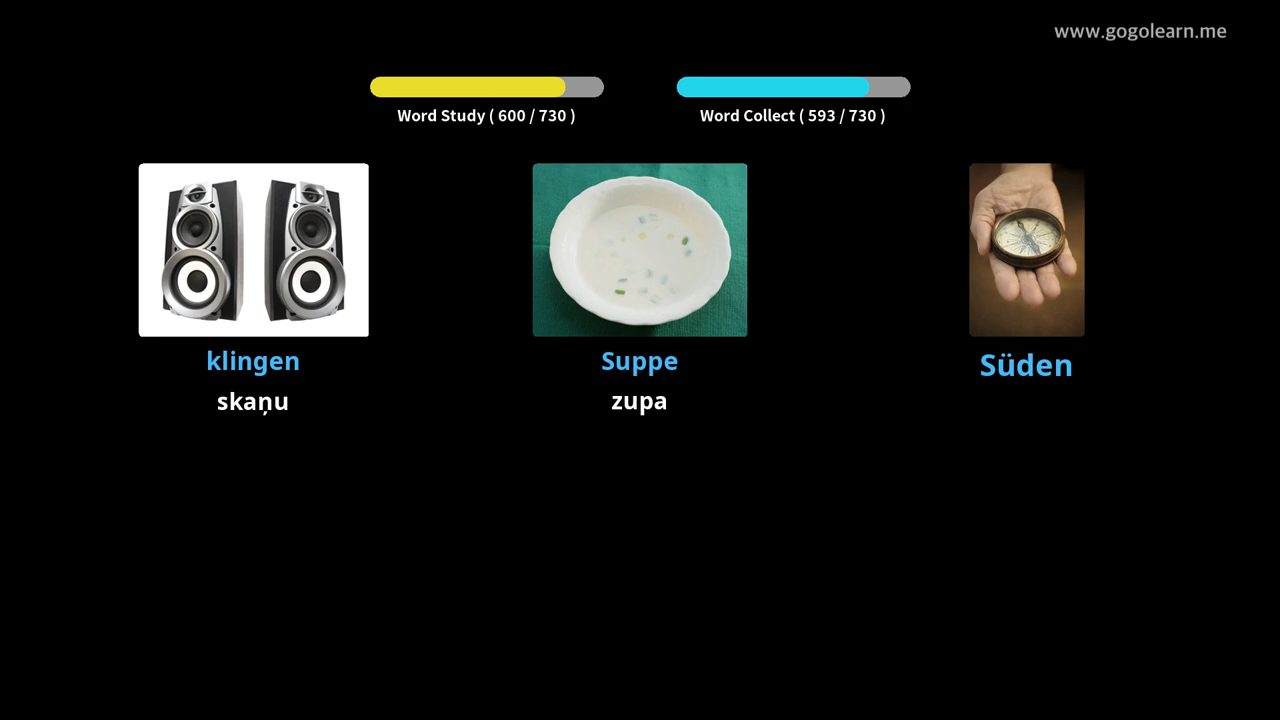 www.gogolearn.me
Word Study ( 600 / 730 )
Word Collect ( 593 / 730 )
klingen
skaņu
Suppe
zupa
Süden